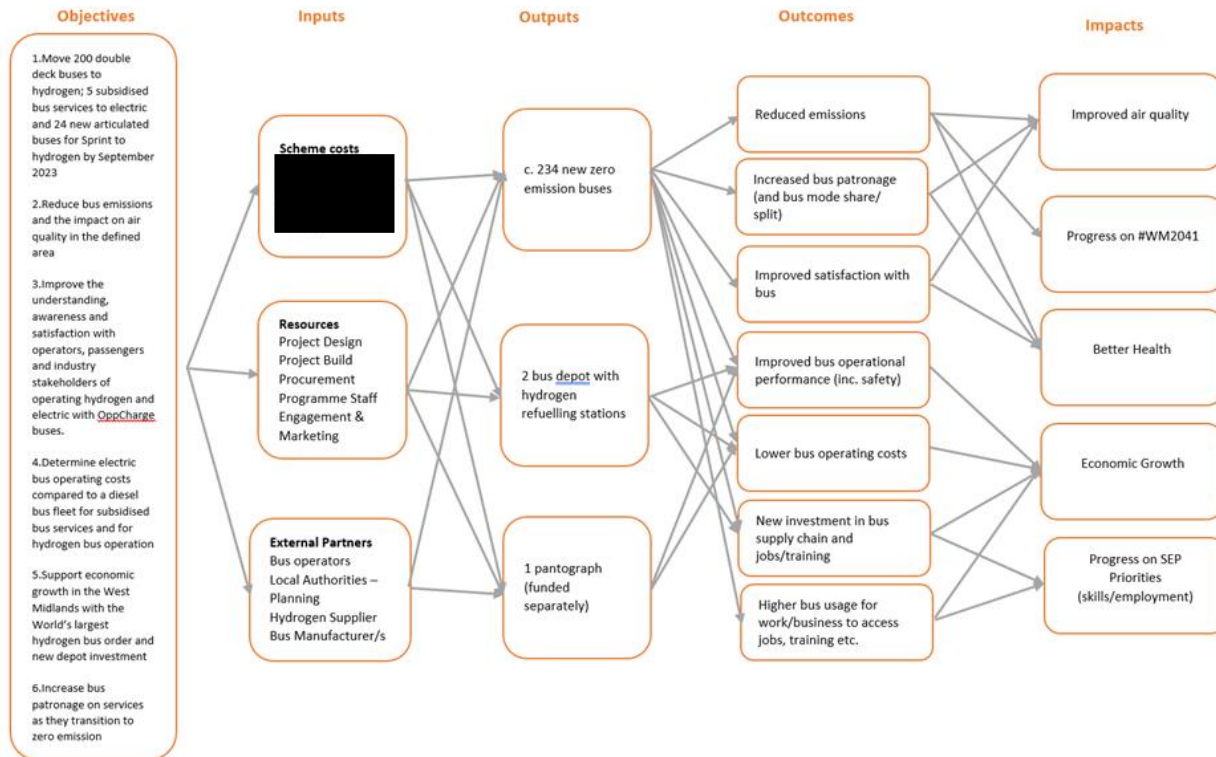 Objectives
Inputs
Outputs
Outcomes
Impacts
1.Move 200 double
deck buses to
hydrogen; 5 subsidised
bus services to electric
and 24 new articulated
buses for Sprint to
hydrogen by September
2023
2.Reduce bus emissions
and the impact on air
quality in the defined
area
3.Improve the
understanding,
awareness and
satisfaction with
operators, passengers
and industry
stakeholders of
operating hydrogen and
electric with OppCharge
buses.
4.Determine electric
bus operating costs
compared to a diesel
bus fleet for subsidised
bus services and for
hydrogen bus operation
5.Support economic
growth in the West
Midlands with the
World's largest
hydrogen bus order and
new depot investment
6.Increase bus
patronage on services
as they transition to
zero emission
Scheme costs
Resources
Project Design
Project Build
Procurement
Programme Staff
Engagement &
Marketing
External Partners
Bus operators
Local Authorities –
Planning
Hydrogen Supplier
Bus Manufacturer/s
c. 234 new zero
emission buses
2 bus depot with
hydrogen
refuelling stations
1 pantograph
(funded
separately)
Reduced emissions
Increased bus patronage
(and bus mode share/
split)
Improved satisfaction with
bus
Improved bus operational
performance (inc. safety)
Lower bus operating costs
New investment in bus
supply chain and
jobs/training
Higher bus usage for
work/business to access
jobs, training etc.
Improved air quality
Progress on #WM2041
Better Health
Economic Growth
Progress on SEP
Priorities
(skills/employment)